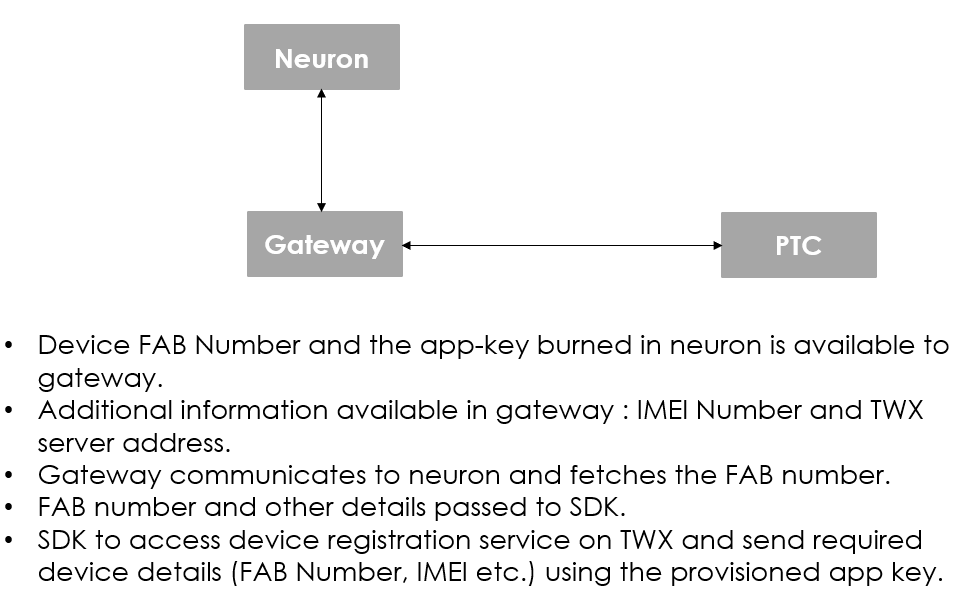 Neuron
Gateway
PTC
• Device FAB Number and the app-key burned in neuron is available to
gateway.
• Additional information available in gateway : IMEI Number and TWX
server address.
• Gateway communicates to neuron and fetches the FAB number.
• FAB number and other details passed to SDK.
• SDK to access device registration service on TWX and send required
device details (FAB Number, IMEI etc.) using the provisioned app key.